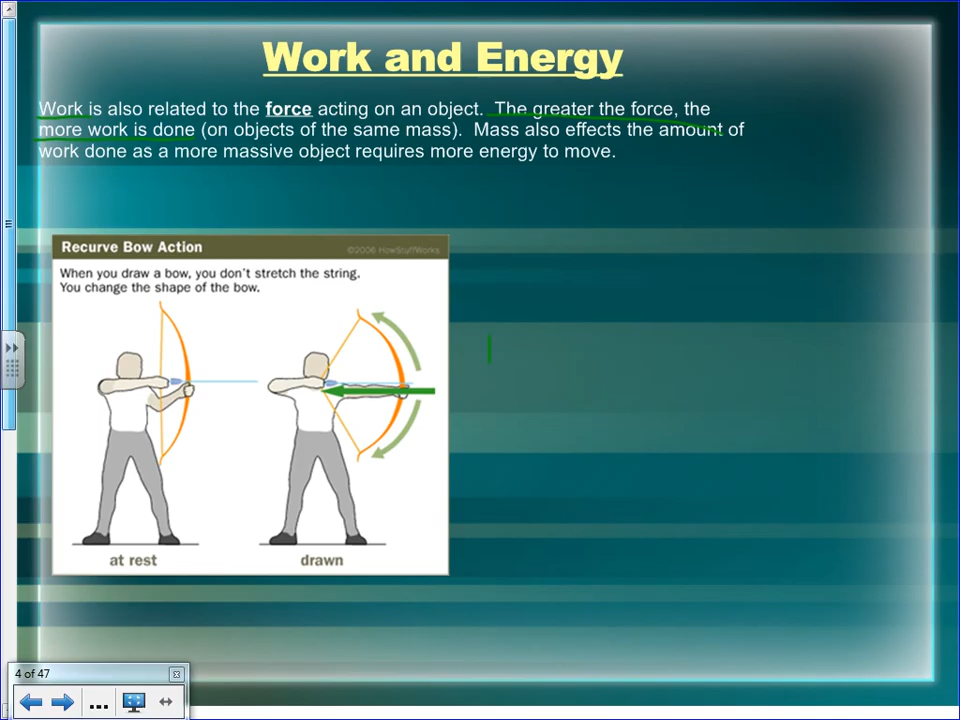 Work and Energy
Work is also related to the force acting on an object. The greater the force, the
more work is done (on objects of the same mass). Mass also effects the amount of
work done as a more massive object requires more energy to move.
Recurve Bow Action
©2006 HowStuffWorks
When you draw a bow, you don't stretch the string.
You change the shape of the bow.
at rest
drawn
4 of 47
...